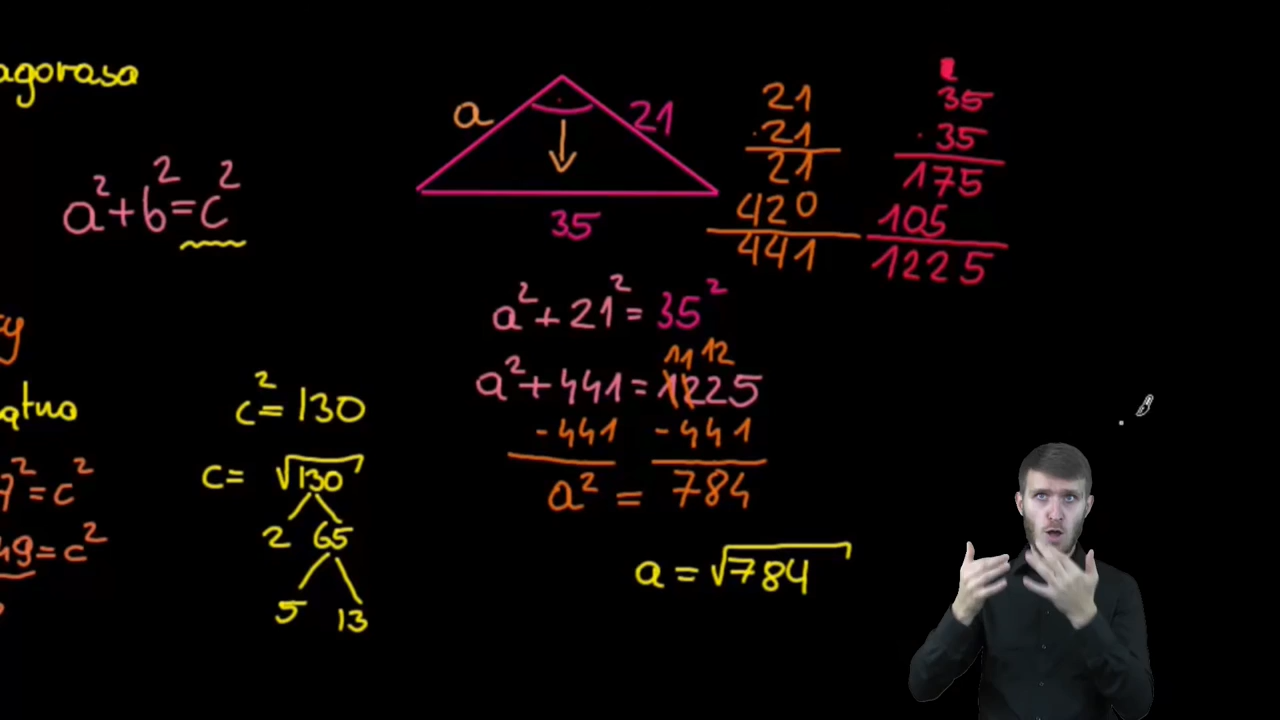 agorasa
a² + b² = c²
y
atuo
7² = c²
49 = c²
c² = 130
c = √130
2 65
5 13
a
21
35
21
·21
21
420
441
35
·35
175
105
1225
a² + 21² = 35²
11 12
a² + 441 = 1225
-441 -441
a² = 784
a = √784